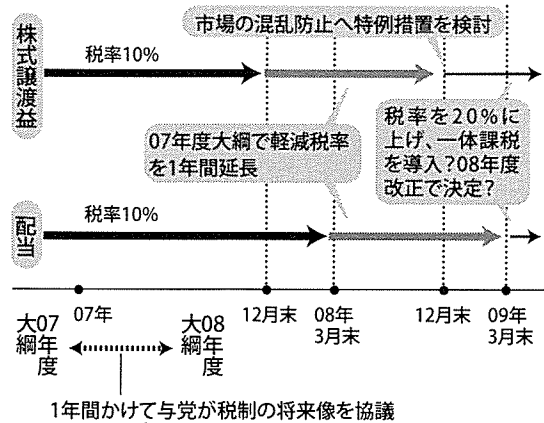 市場の混乱防止へ特例措置を検討
株式譲渡益
税率10%
07年度大綱で軽減税率
を1年間延長
税率を20%に
上げ、一体課税
を導入?08年度
改正で決定?
配当
税率10%
07年
12月末
08年
3月末
12月末
09年
3月末
07年度
大綱
08年度
大綱
1年間かけて与党が税制の将来像を協議